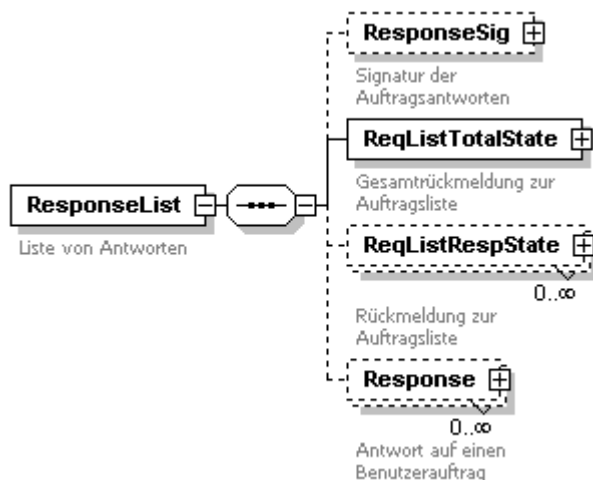 ResponseSig
Signatur der
Auftragsantworten
ReqListTotalState
Gesamtrückmeldung zur
Auftragsliste
ResponseList
Liste von Antworten
ReqListRespState
0..∞
Rückmeldung zur
Auftragsliste
Response
0..∞
Antwort auf einen
Benutzerauftrag